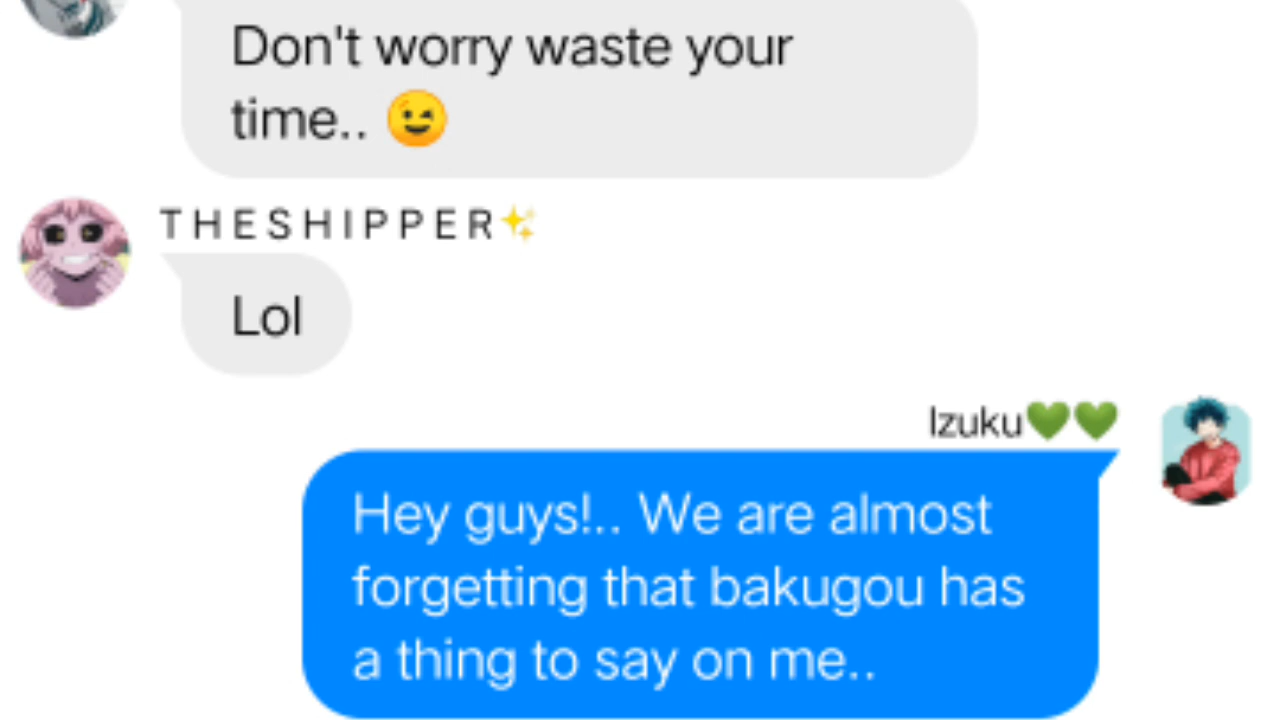 Don't worry waste your
time.. 😉
THESHIPPER✨
Lol
Izuku💚💚
Hey guys!.. We are almost
forgetting that bakugou has
a thing to say on me..